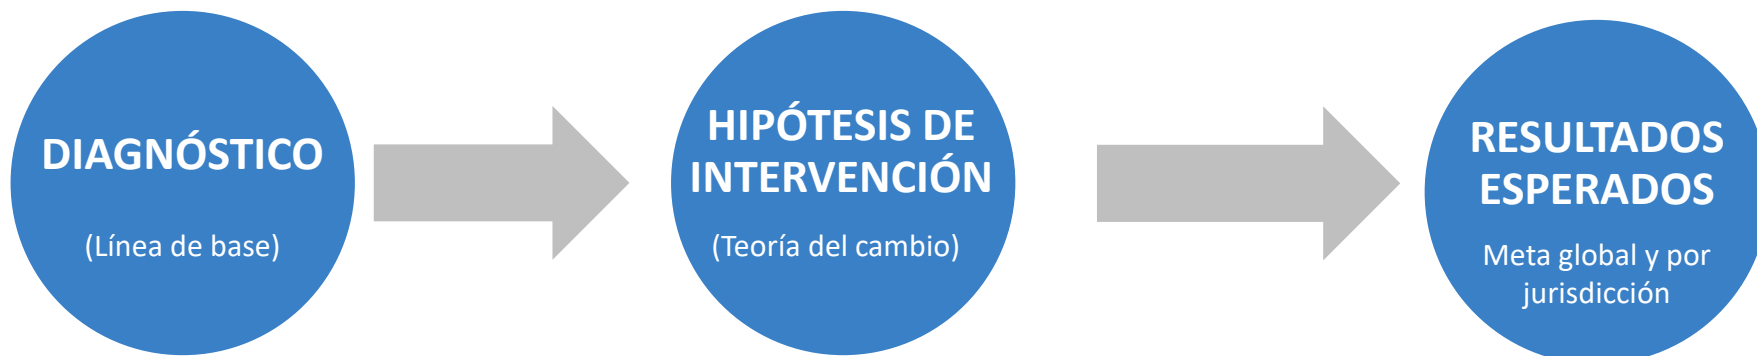 DIAGNÓSTICO
(Línea de base)
HIPÓTESIS DE
INTERVENCIÓN
(Teoría del cambio)
RESULTADOS
ESPERADOS
Meta global y por
jurisdicción